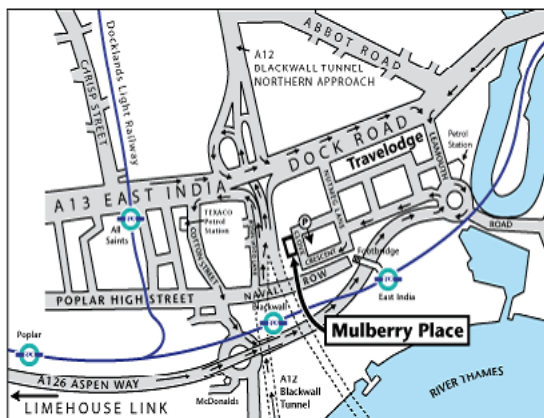 ABBOT ROAD
A12
BLACKWALL TUNNEL
NORTHERN APPROACH
CARISP STREET
Docklands Light Railway
DOCK ROAD
Travelodge
LEAMOUTH
Petrol
Station
A13 EAST INDIA
NUTMEG LANE
TEXACO
Petrol
Station
All
Saints
COTTON STREET
P
CLOVE
CRESCENT
ROAD
Footbridge
POPLAR HIGH STREET
NAVAL ROW
East India
Blackwall
Mulberry Place
Poplar
A126 ASPEN WAY
McDonalds
A12
Blackwall
Tunnel
LIMEHOUSE LINK
RIVER THAMES